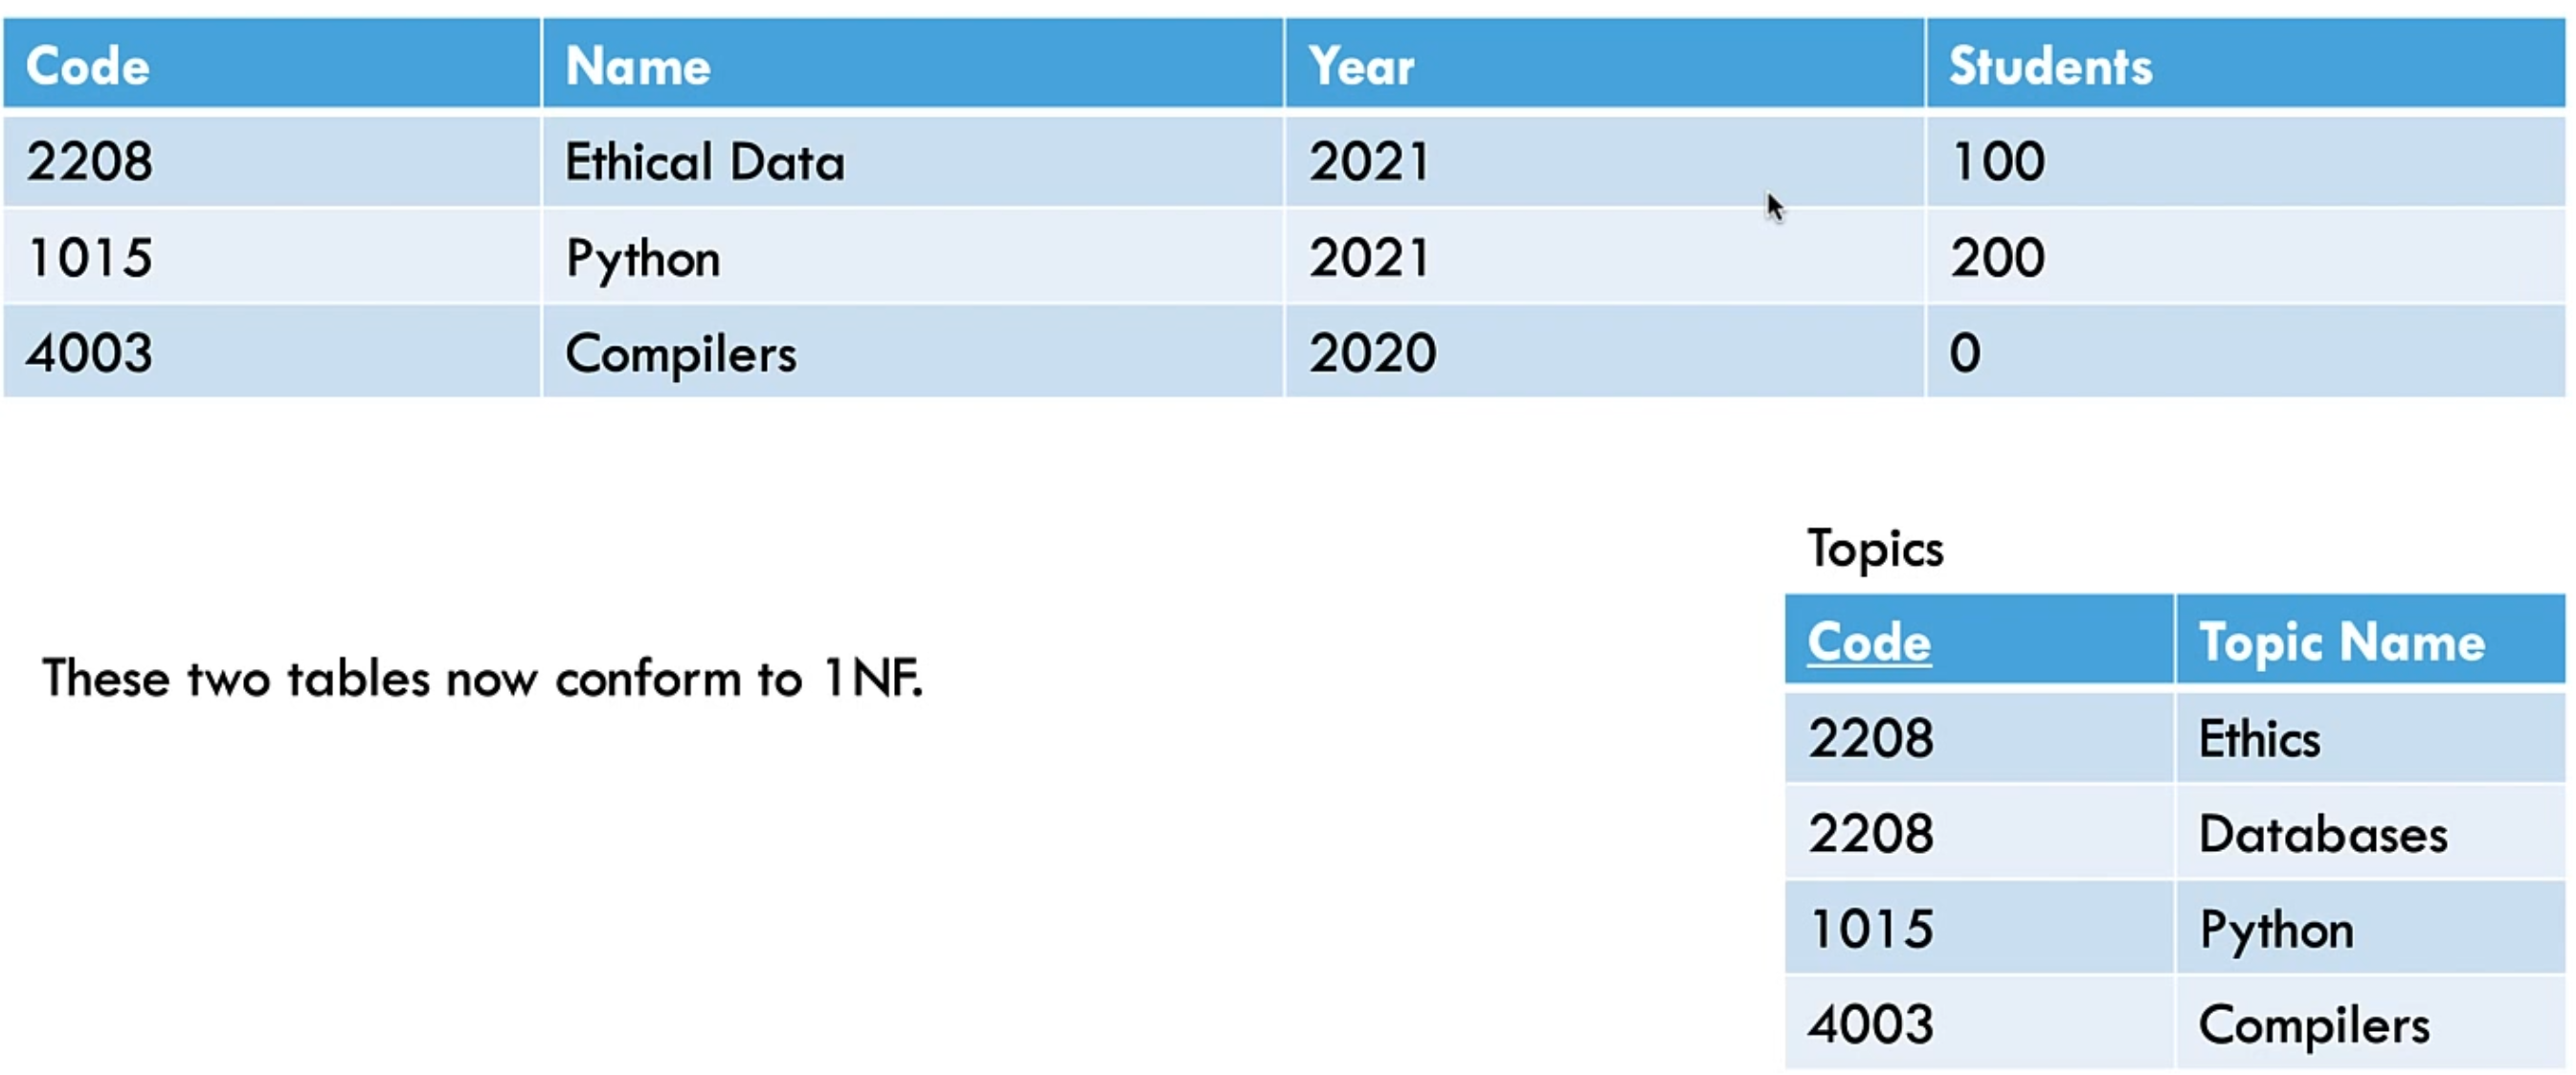 Code Name Year Students
2208 Ethical Data 2021 100
1015 Python 2021 200
4003 Compilers 2020 0
Topics
These two tables now conform to 1NF.
Code Topic Name
2208 Ethics
2208 Databases
1015 Python
4003 Compilers